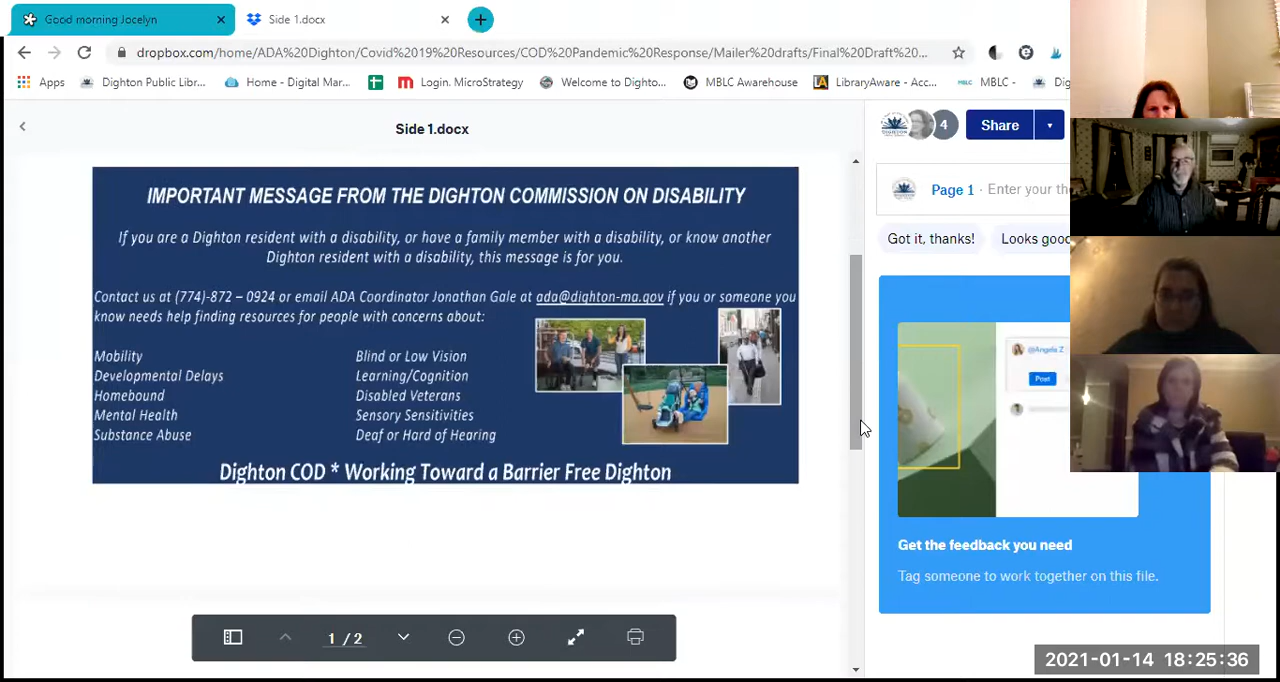 Good morning Jocelyn
Side 1.docx
dropbox.com/home/ADA%20Dighton/Covid%2019%20Resources/COD%20Pandemic%20Response/Mailer%20drafts/Final%20Draft%20...
Apps Dighton Public Libr... Home - Digital Mar... Login. MicroStrategy Welcome to Dighto... MBLC Awarehouse LibraryAware - Acc... MBLC - Dig
Side 1.docx
4 Share
IMPORTANT MESSAGE FROM THE DIGHTON COMMISSION ON DISABILITY
If you are a Dighton resident with a disability, or have a family member with a disability, or know another
Dighton resident with a disability, this message is for you.
Contact us at (774)-872 – 0924 or email ADA Coordinator Jonathan Gale at ada@dighton-ma.gov if you or someone you
know needs help finding resources for people with concerns about:
Mobility
Developmental Delays
Homebound
Mental Health
Substance Abuse
Blind or Low Vision
Learning/Cognition
Disabled Veterans
Sensory Sensitivities
Deaf or Hard of Hearing
Dighton COD * Working Toward a Barrier Free Dighton
1 / 2
Page 1 · Enter your th
Got it, thanks! Looks good
@Angela Z
Post
Get the feedback you need
Tag someone to work together on this file.
2021-01-14 18:25:36